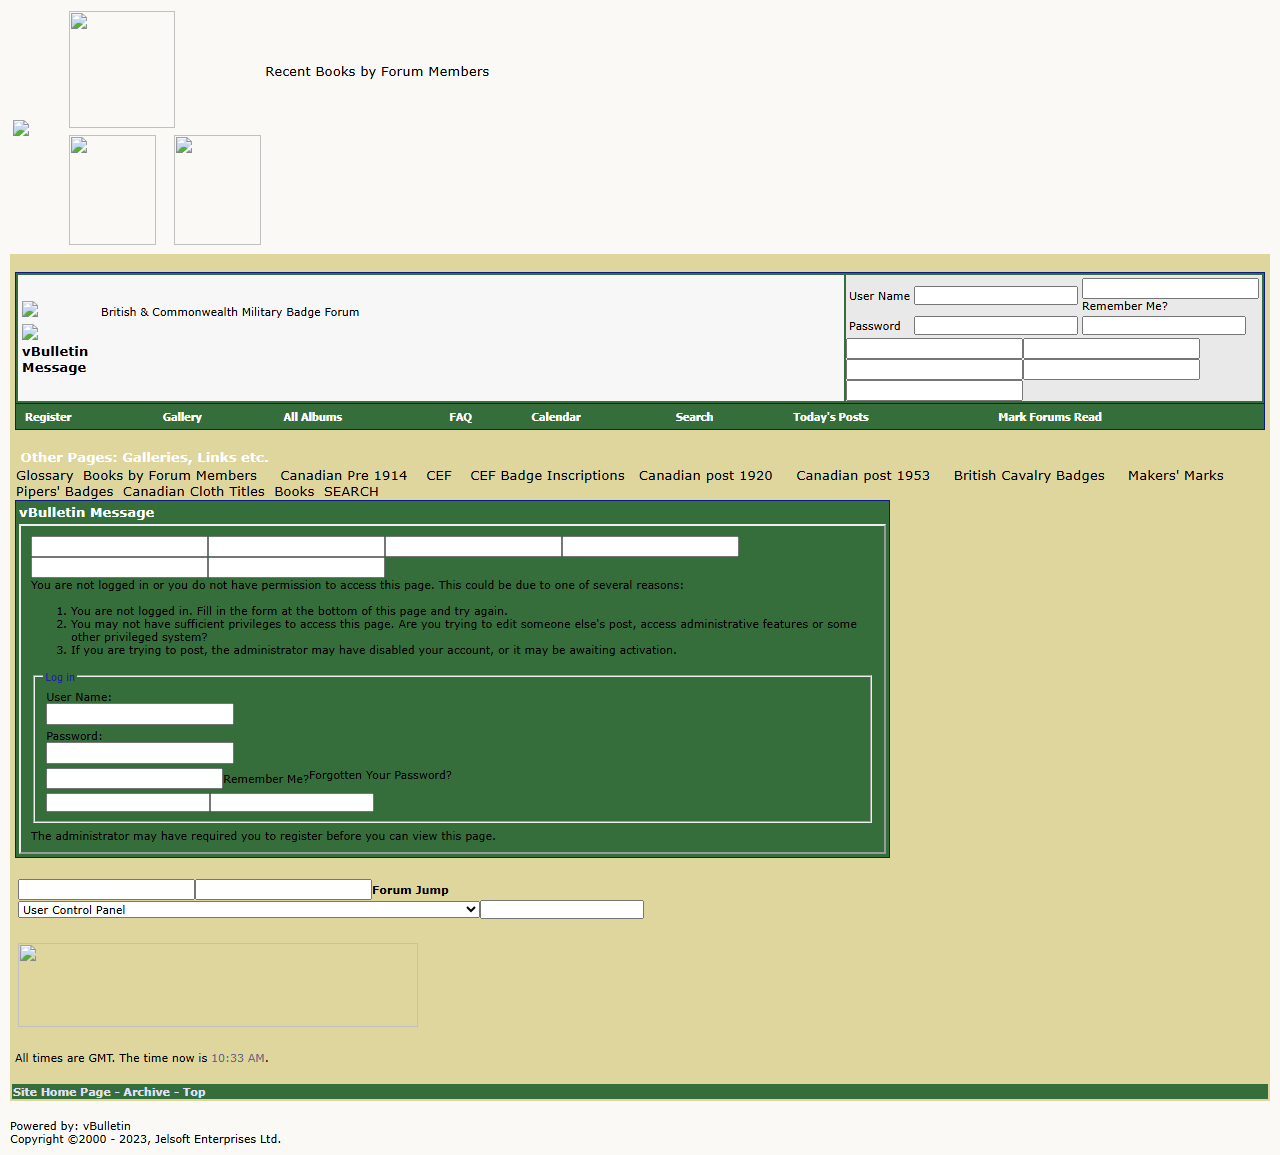 Recent Books by Forum Members
British & Commonwealth Military Badge Forum
vBulletin
Message
User Name
Remember Me?
Password
Register Gallery All Albums FAQ Calendar Search Today's Posts Mark Forums Read
Other Pages: Galleries, Links etc.
Glossary Books by Forum Members Canadian Pre 1914 CEF CEF Badge Inscriptions Canadian post 1920 Canadian post 1953 British Cavalry Badges Makers' Marks
Pipers' Badges Canadian Cloth Titles Books SEARCH
vBulletin Message
You are not logged in or you do not have permission to access this page. This could be due to one of several reasons:
1. You are not logged in. Fill in the form at the bottom of this page and try again.
2. You may not have sufficient privileges to access this page. Are you trying to edit someone else's post, access administrative features or some
other privileged system?
3. If you are trying to post, the administrator may have disabled your account, or it may be awaiting activation.
Log in
User Name:
Password:
Remember Me? Forgotten Your Password?
The administrator may have required you to register before you can view this page.
Forum Jump
User Control Panel
All times are GMT. The time now is 10:33 AM.
Site Home Page - Archive - Top
Powered by: vBulletin
Copyright ©2000 - 2023, Jelsoft Enterprises Ltd.